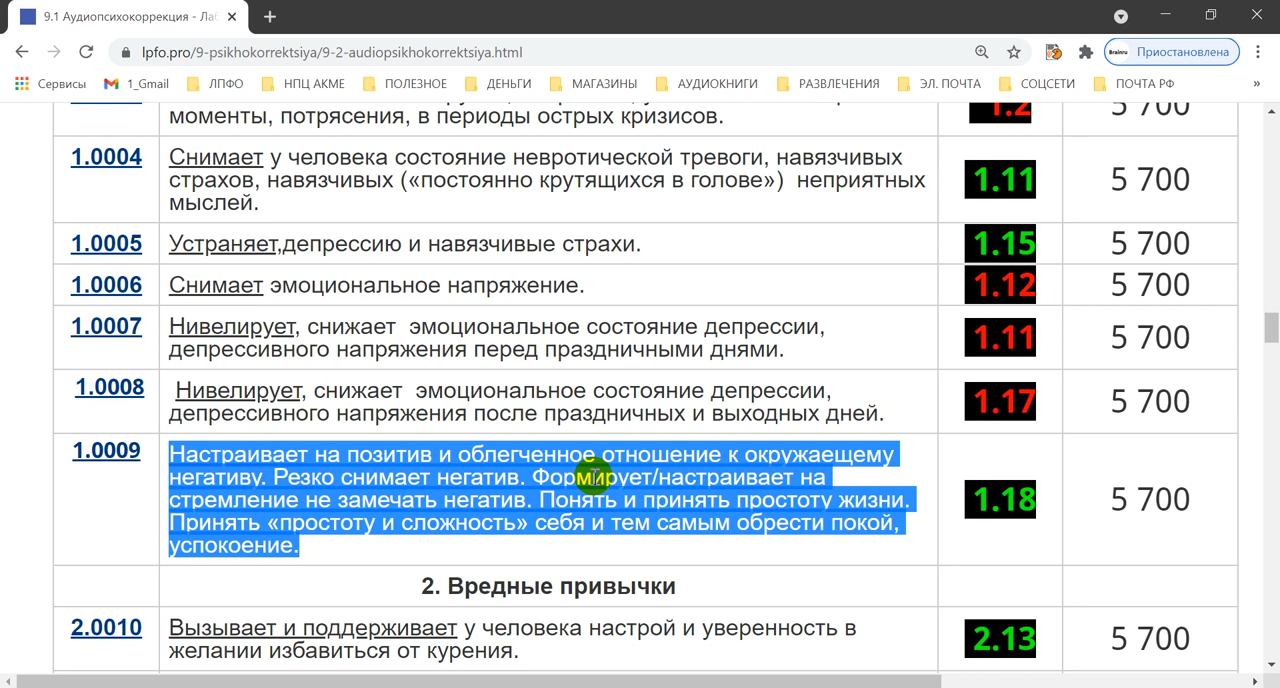 9.1 Аудиопсихокоррекция - Лаб
lpfo.pro/9-psikhokorrektsiya/9-2-audiopsikhokorrektsiya.html
Brainru Приостановлена
Сервисы 1_Gmail ЛПФО НПЦ АКМЕ ПОЛЕЗНОЕ ДЕНЬГИ МАГАЗИНЫ АУДИОКНИГИ РАЗВЛЕЧЕНИЯ ЭЛ. ПОЧТА СОЦСЕТИ ПОЧТА РФ »
моменты, потрясения, в периоды острых кризисов. 1.2 5 700
1.0004 Снимает у человека состояние невротической тревоги, навязчивых
страхов, навязчивых («постоянно крутящихся в голове») неприятных 1.11 5 700
мыслей.
1.0005 Устраняет,депрессию и навязчивые страхи. 1.15 5 700
1.0006 Снимает эмоциональное напряжение. 1.12 5 700
1.0007 Нивелирует, снижает эмоциональное состояние депрессии, 1.11 5 700
депрессивного напряжения перед праздничными днями.
1.0008 Нивелирует, снижает эмоциональное состояние депрессии, 1.17 5 700
депрессивного напряжения после праздничных и выходных дней.
1.0009 Настраивает на позитив и облегченное отношение к окружаещему
негативу. Резко снимает негатив. Формирует/настраивает на
стремление не замечать негатив. Понять и принять простоту жизни. 1.18 5 700
Принять «простоту и сложность» себя и тем самым обрести покой,
успокоение.
2. Вредные привычки
2.0010 Вызывает и поддерживает у человека настрой и уверенность в 2.13 5 700
желании избавиться от курения.